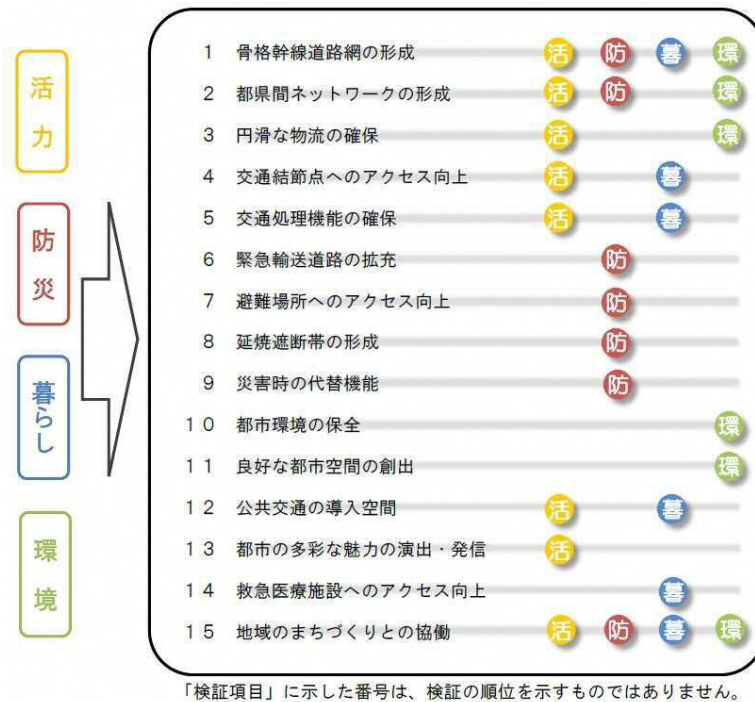 活力
防災
暮らし
環境
1 骨格幹線道路網の形成 活 防 暮 環
2 都県間ネットワークの形成 活 防 環
3 円滑な物流の確保 活 環
4 交通結節点へのアクセス向上 活 暮
5 交通処理機能の確保 活 暮
6 緊急輸送道路の拡充 防
7 避難場所へのアクセス向上 防
8 延焼遮断帯の形成 防
9 災害時の代替機能 防
10 都市環境の保全 環
11 良好な都市空間の創出 環
12 公共交通の導入空間 活 暮
13 都市の多彩な魅力の演出・発信 活
14 救急医療施設へのアクセス向上 暮
15 地域のまちづくりとの協働 活 防 暮 環
「検証項目」に示した番号は、検証の順位を示すものではありません。